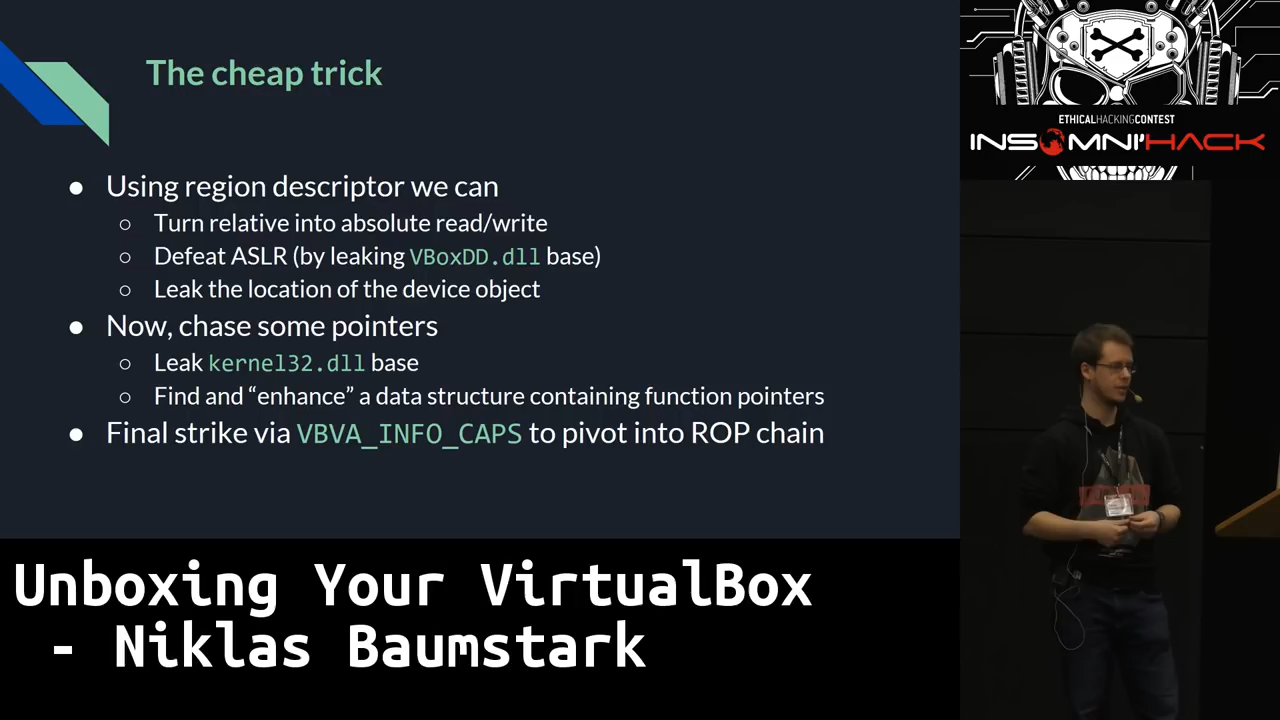 The cheap trick
● Using region descriptor we can
○ Turn relative into absolute read/write
○ Defeat ASLR (by leaking VBoxDD.dll base)
○ Leak the location of the device object
● Now, chase some pointers
○ Leak kernel32.dll base
○ Find and “enhance” a data structure containing function pointers
● Final strike via VBVA_INFO_CAPS to pivot into ROP chain
ETHICALHACKINGCONTEST
INSOMNI'HACK
Unboxing Your VirtualBox
- Niklas Baumstark